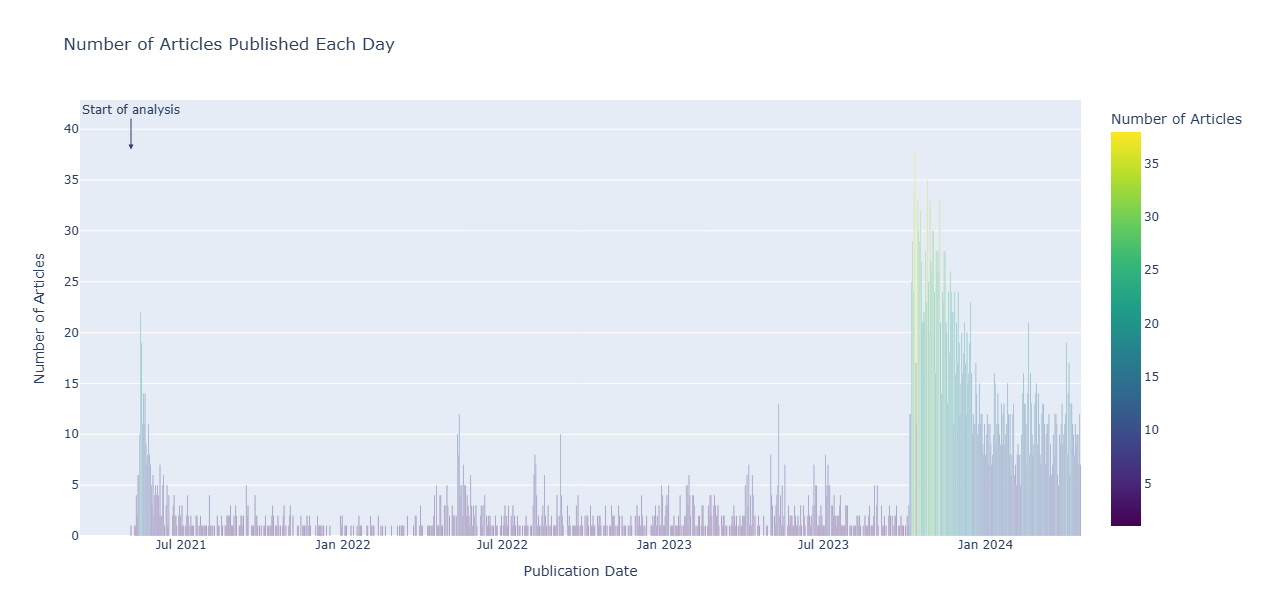 Number of Articles Published Each Day
Start of analysis
Number of Articles
40
35
30
25
20
15
10
5
0
Jul 2021
Jan 2022
Jul 2022
Jan 2023
Jul 2023
Jan 2024
Publication Date
Number of Articles
35
30
25
20
15
10
5